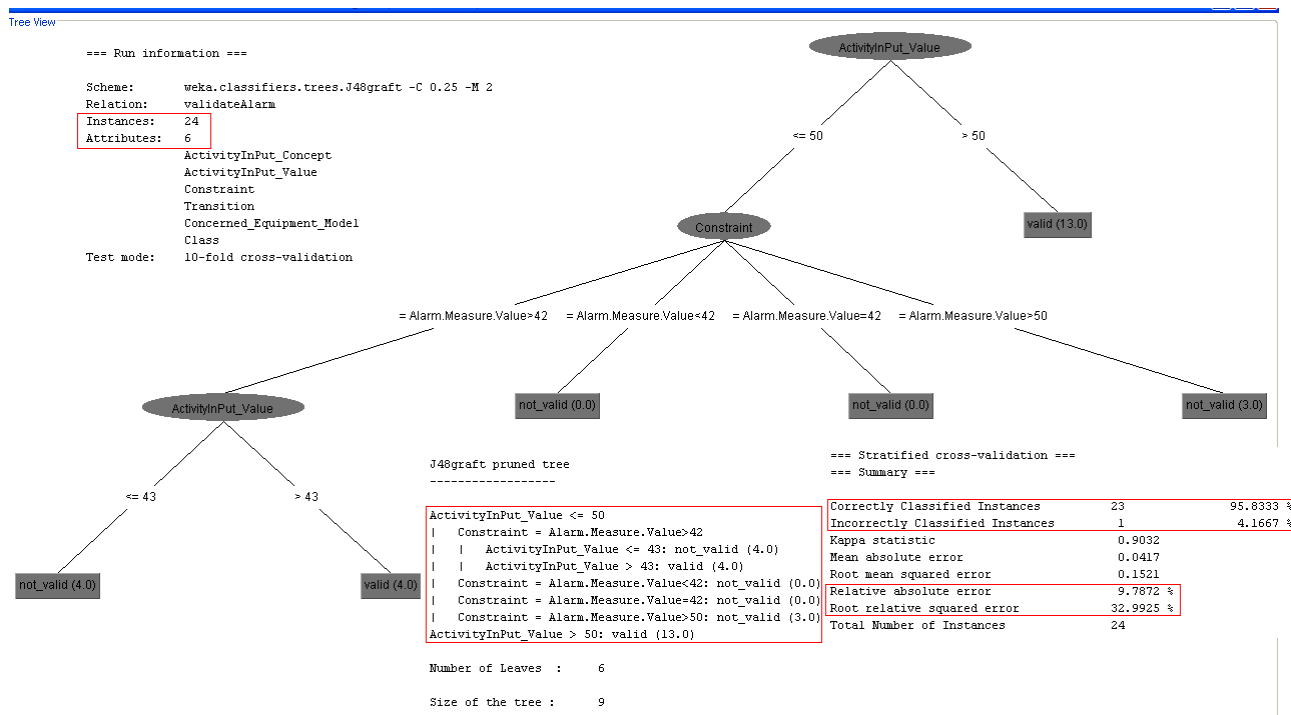 Tree View
=== Run information ===
Scheme: weka.classifiers.trees.J48graft -C 0.25 -M 2
Relation: validateAlarm
Instances: 24
Attributes: 6
ActivityInPut_Concept
ActivityInPut_Value
Constraint
Transition
Concerned_Equipment_Model
Class
Test mode: 10-fold cross-validation
ActivityInPut_Value
<= 50 > 50
Constraint
valid (13.0)
= Alarm.Measure.Value>42 = Alarm.Measure.Value<42 = Alarm.Measure.Value=42 = Alarm.Measure.Value>50
ActivityInPut_Value
not_valid (0.0)
not_valid (0.0)
not_valid (3.0)
<= 43 > 43
not_valid (4.0)
valid (4.0)
J48graft pruned tree
------------------
ActivityInPut_Value <= 50
| Constraint = Alarm.Measure.Value>42
| | ActivityInPut_Value <= 43: not_valid (4.0)
| | ActivityInPut_Value > 43: valid (4.0)
| Constraint = Alarm.Measure.Value<42: not_valid (0.0)
| Constraint = Alarm.Measure.Value=42: not_valid (0.0)
| Constraint = Alarm.Measure.Value>50: not_valid (3.0)
ActivityInPut_Value > 50: valid (13.0)
Number of Leaves : 6
Size of the tree : 9
=== Stratified cross-validation ===
=== Summary ===
Correctly Classified Instances 23 95.8333 %
Incorrectly Classified Instances 1 4.1667 %
Kappa statistic 0.9032
Mean absolute error 0.0417
Root mean squared error 0.1521
Relative absolute error 9.7872 %
Root relative squared error 32.9925 %
Total Number of Instances 24